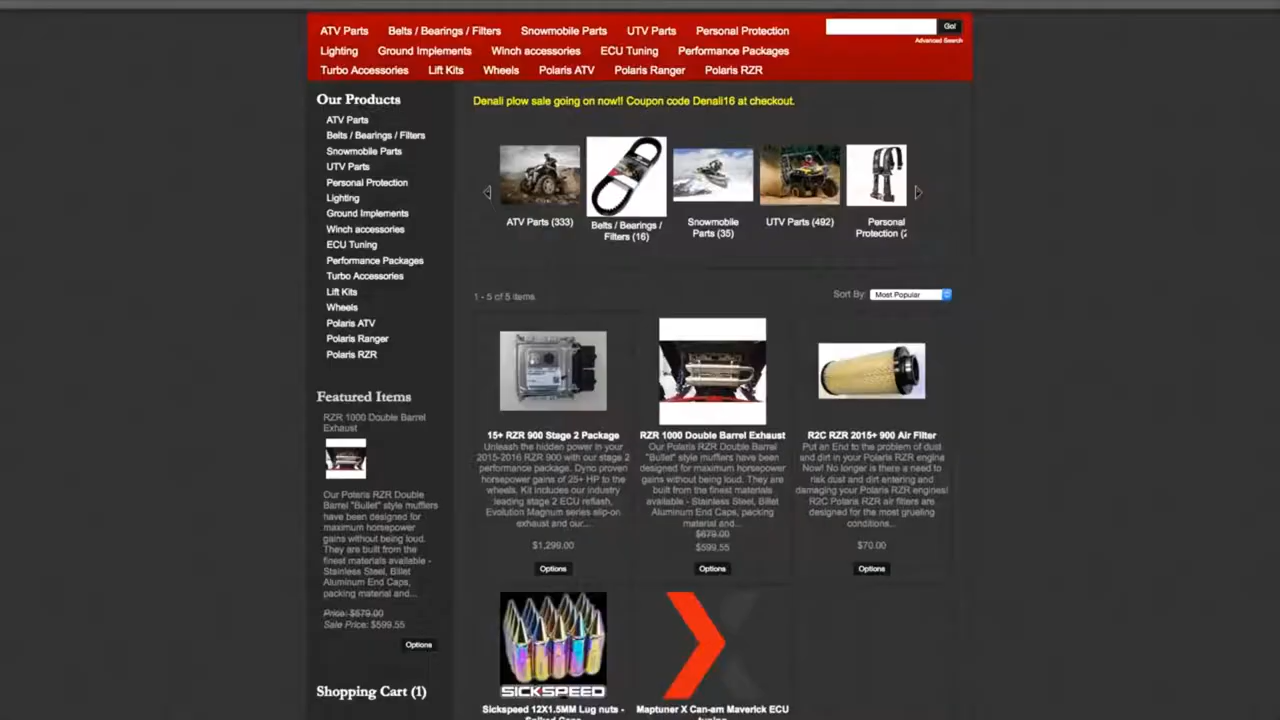 ATV Parts Belts / Bearings / Filters Snowmobile Parts UTV Parts Personal Protection
Lighting Ground Implements Winch accessories ECU Tuning Performance Packages
Turbo Accessories Lift Kits Wheels Polaris ATV Polaris Ranger Polaris RZR
Go!
Advanced Search
Our Products
ATV Parts
Belts / Bearings / Filters
Snowmobile Parts
UTV Parts
Personal Protection
Lighting
Ground Implements
Winch accessories
ECU Tuning
Performance Packages
Turbo Accessories
Lift Kits
Wheels
Polaris ATV
Polaris Ranger
Polaris RZR
Featured Items
RZR 1000 Double Barrel
Exhaust
Our Polaris RZR Double
Barrel "Bullet" style mufflers
have been designed for
maximum horsepower
gains without being loud.
They are built from the
finest materials available -
Stainless Steel, Billet
Aluminum End Caps,
packing material and...
Price: $679.00
Sale Price: $599.55
Options
Shopping Cart (1)
Denali plow sale going on now!! Coupon code Denali16 at checkout.
ATV Parts (333)
Belts / Bearings /
Filters (16)
Snowmobile
Parts (35)
UTV Parts (492)
Personal
Protection (2
1 - 5 of 5 items
Sort By: Most Popular
15+ RZR 900 Stage 2 Package
Unleash the hidden power in your
2015-2016 RZR 900 with our stage 2
performance package. Dyno proven
horsepower gains of 25+ HP to the
wheels. Kit includes our industry
leading stage 2 ECU reflash,
Evolution Magnum series slip-on
exhaust and our...
$1,299.00
Options
RZR 1000 Double Barrel Exhaust
Our Polaris RZR Double Barrel
"Bullet" style mufflers have been
designed for maximum horsepower
gains without being loud. They are
built from the finest materials
available - Stainless Steel, Billet
Aluminum End Caps, packing
material and...
$679.00
$599.55
Options
R2C RZR 2015+ 900 Air Filter
Put an End to the problem of dust
and dirt in your Polaris RZR engine
Now! No longer is there a need to
risk dust and dirt entering and
damaging your Polaris RZR engines!
R2C Polaris RZR air filters are
designed for the most grueling
conditions...
$70.00
Options
SICKSPEED
Sickspeed 12X1.5MM Lug nuts -
Spiked Caps
Maptuner X Can-am Maverick ECU
tuning